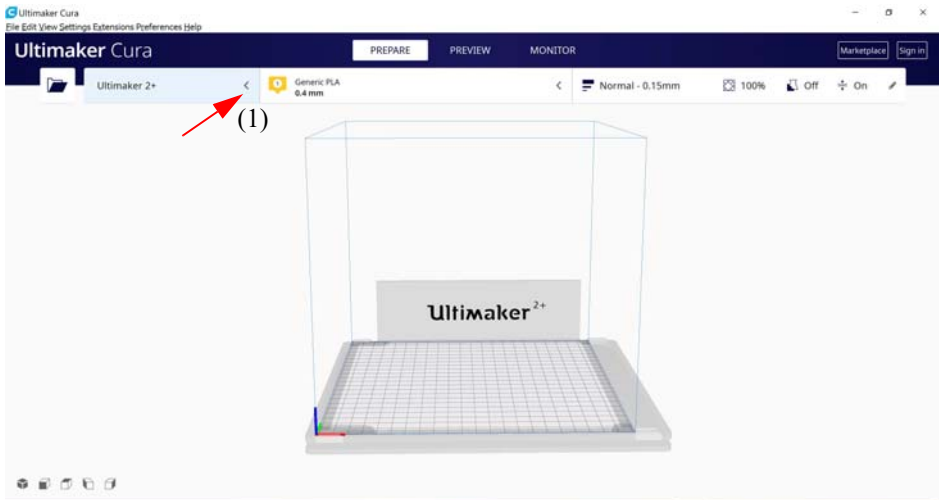 Ultimaker Cura
File Edit View Settings Extensions Preferences Help
Ultimaker Cura PREPARE PREVIEW MONITOR Marketplace Sign in
Ultimaker 2+ 1 Generic PLA 0.4 mm Normal - 0.15mm 100% Off On
(1)
Ultimaker 2+